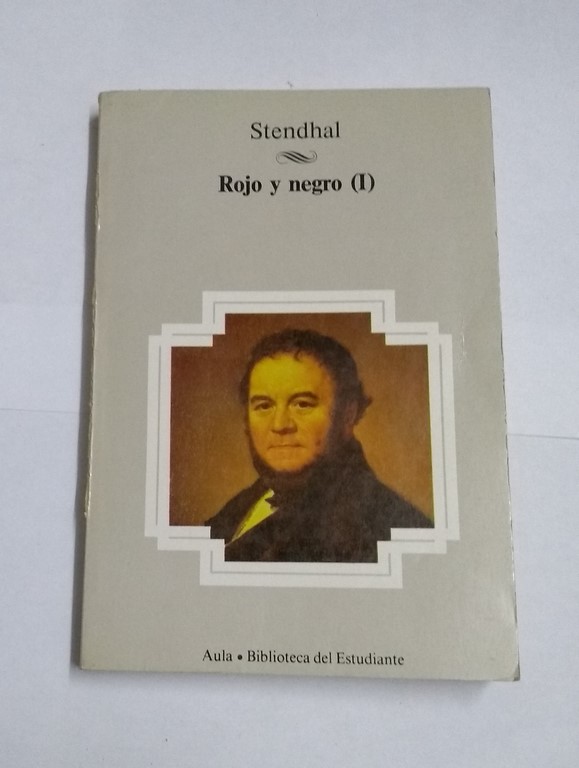 Stendhal
Rojo y negro (I)
Aula • Biblioteca del Estudiante